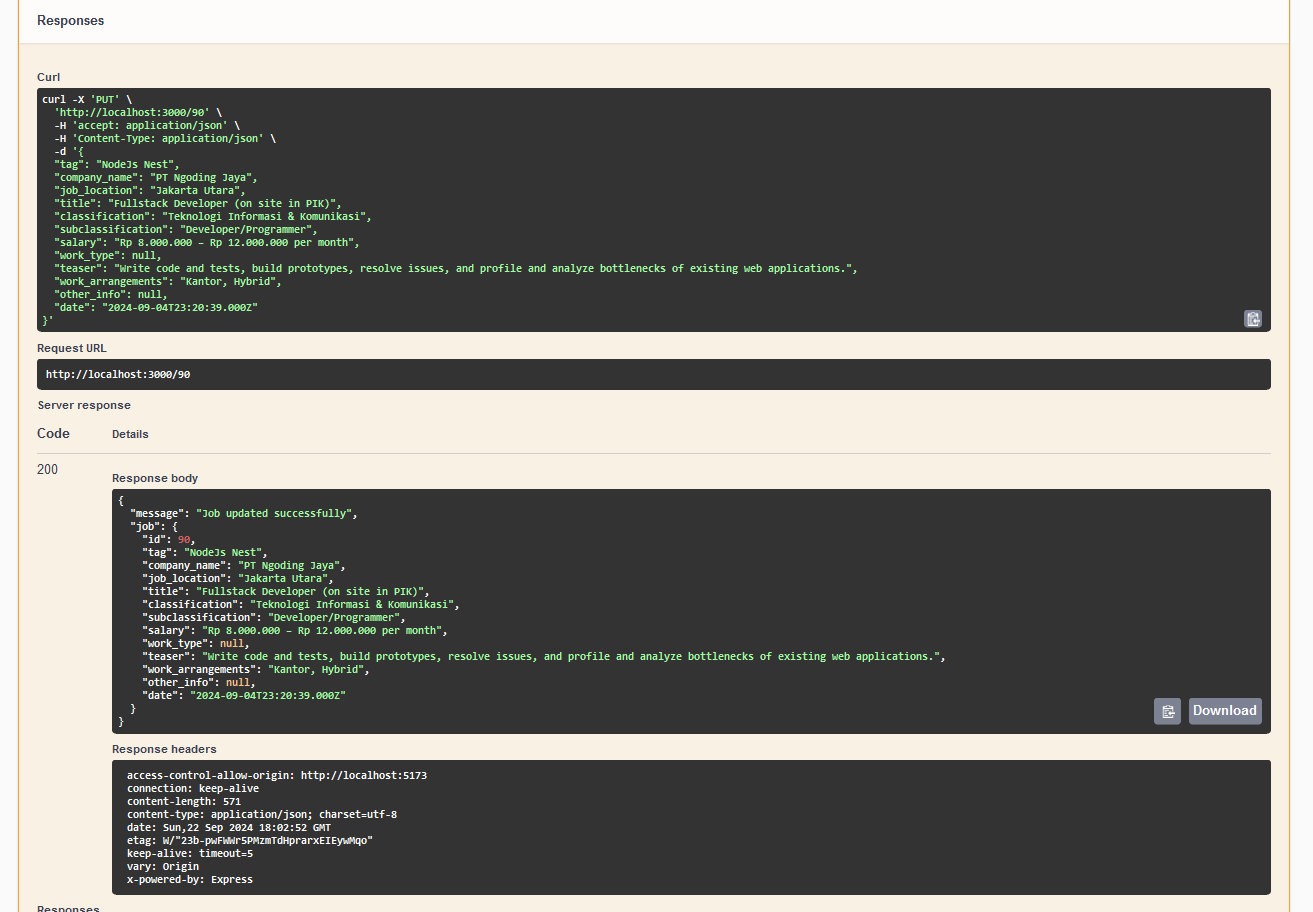 Responses
Curl
curl -X 'PUT' \
  'http://localhost:3000/90' \
  -H 'accept: application/json' \
  -H 'Content-Type: application/json' \
  -d '{
  "tag": "NodeJs Nest",
  "company_name": "PT Ngoding Jaya",
  "job_location": "Jakarta Utara",
  "title": "Fullstack Developer (on site in PIK)",
  "classification": "Teknologi Informasi & Komunikasi",
  "subclassification": "Developer/Programmer",
  "salary": "Rp 8.000.000 – Rp 12.000.000 per month",
  "work_type": null,
  "teaser": "Write code and tests, build prototypes, resolve issues, and profile and analyze bottlenecks of existing web applications.",
  "work_arrangements": "Kantor, Hybrid",
  "other_info": null,
  "date": "2024-09-04T23:20:39.000Z"
}'
Request URL
http://localhost:3000/90
Server response
Code Details
200
Response body
{
  "message": "Job updated successfully",
  "job": {
    "id": 90,
    "tag": "NodeJs Nest",
    "company_name": "PT Ngoding Jaya",
    "job_location": "Jakarta Utara",
    "title": "Fullstack Developer (on site in PIK)",
    "classification": "Teknologi Informasi & Komunikasi",
    "subclassification": "Developer/Programmer",
    "salary": "Rp 8.000.000 – Rp 12.000.000 per month",
    "work_type": null,
    "teaser": "Write code and tests, build prototypes, resolve issues, and profile and analyze bottlenecks of existing web applications.",
    "work_arrangements": "Kantor, Hybrid",
    "other_info": null,
    "date": "2024-09-04T23:20:39.000Z"
  }
}
Download
Response headers
access-control-allow-origin: http://localhost:5173
connection: keep-alive
content-length: 571
content-type: application/json; charset=utf-8
date: Sun,22 Sep 2024 18:02:52 GMT
etag: W/"23b-pwFWWr5PMzmTdHprarxEIEywMqo"
keep-alive: timeout=5
vary: Origin
x-powered-by: Express
Responses